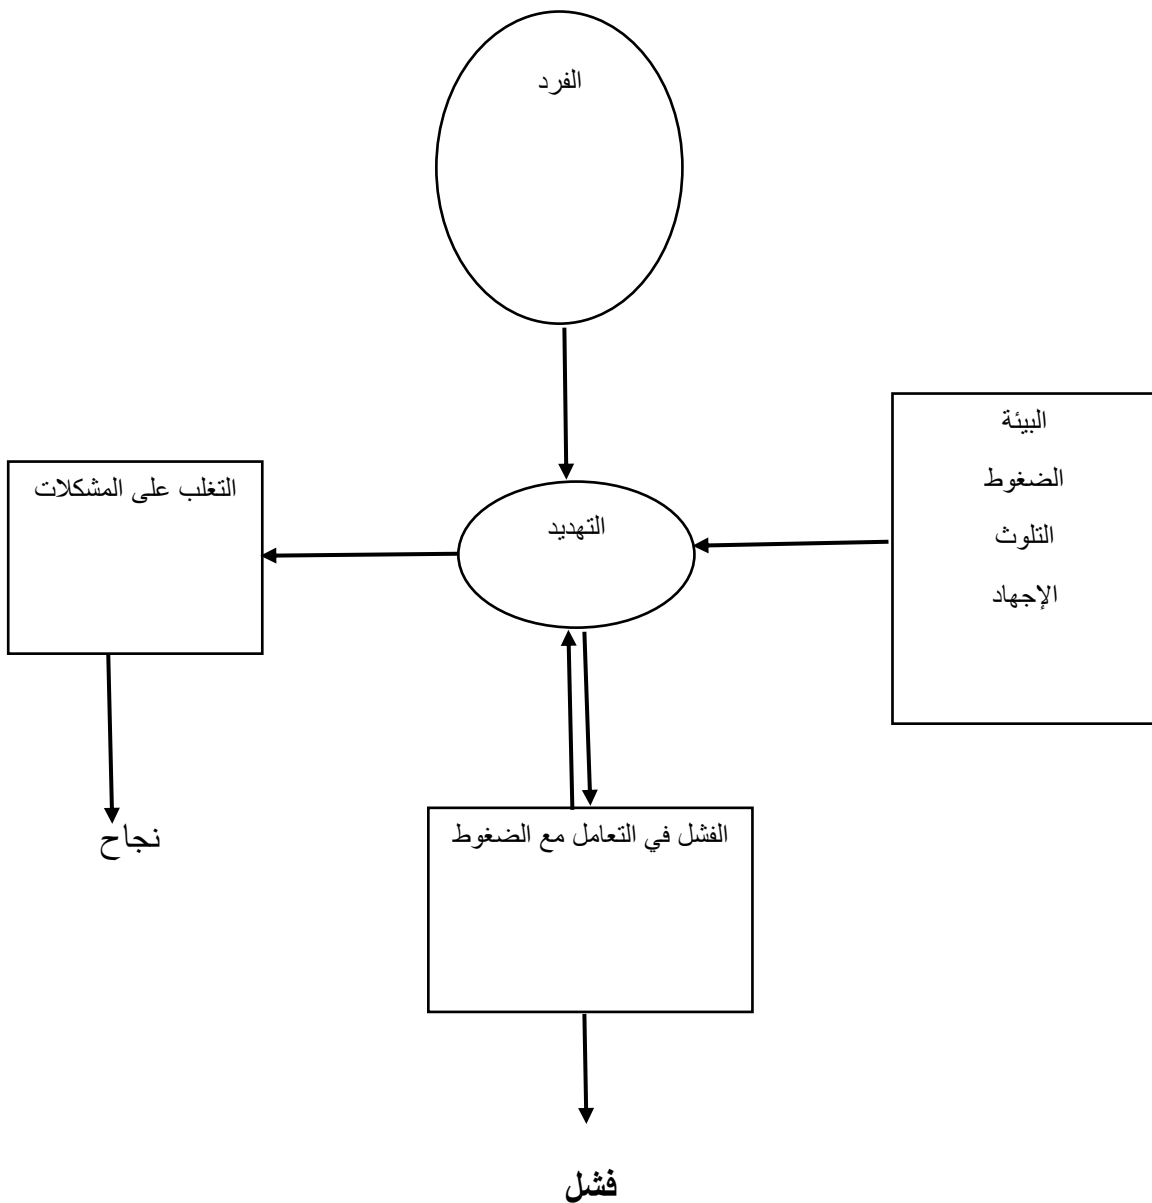 الفرد
البيئة
الضغوط
التلوث
الإجهاد
التهديد
التغلب على المشكلات
نجاح
الفشل في التعامل مع الضغوط
فشل